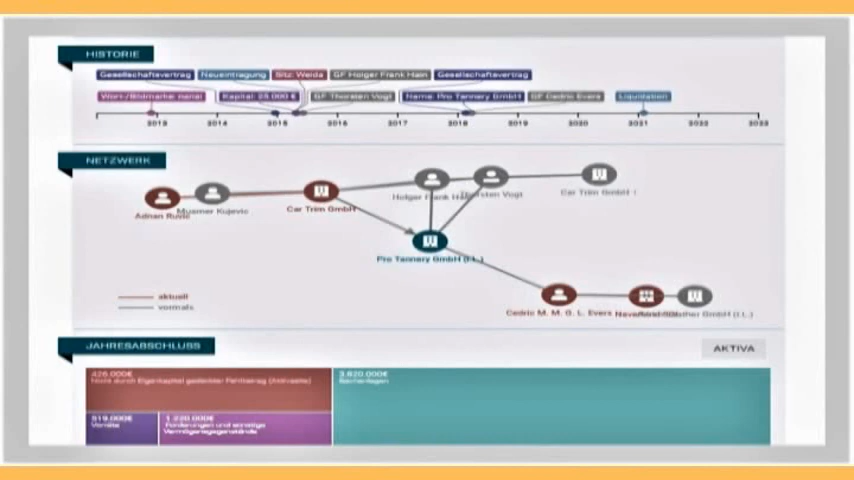 HISTORIE
Gesellschaftsvertrag Neueintragung Sitz: Weida GF Holger Frank Hain Gesellschaftsvertrag
Wort-/Bildmarke: Kapital: 25.000 € GF Thorsten Vogt Name: Pro Tannery GmbH GF Cedric Evers Liquidation
2013 2014 2015 2016 2017 2018 2019 2020 2021 2022 2023
NETZWERK
Adnan Muamer Kujevic Car Trim GmbH Holger Frank Thorsten Vogt Car Trim GmbH
Pro Tannery GmbH (i.L.)
Cedric M. M. G. L. Evers GmbH (i.L.)
aktuell
vormals
JAHRESABSCHLUSS AKTIVA
426.000€
Nicht durch Eigenkapital gedeckter Fehlbetrag (Aktivseite)
3.620.000€
Sachanlagen
519.000€
Vorräte
1.220.000€
Forderungen und sonstige
Vermögensgegenstände